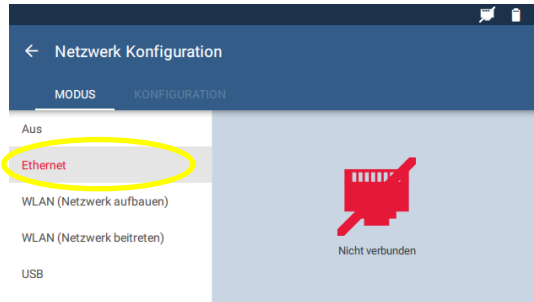 Netzwerk Konfiguration
MODUS KONFIGURATION
Aus
Ethernet
WLAN (Netzwerk aufbauen)
WLAN (Netzwerk beitreten)
USB
Nicht verbunden